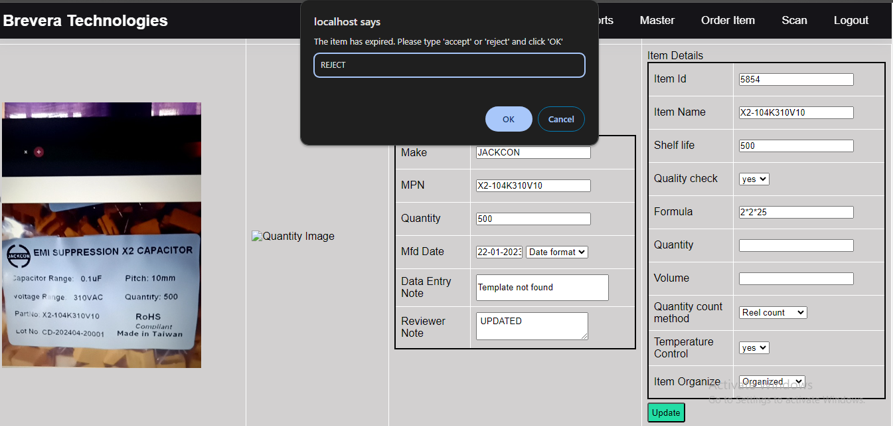 Brevera Technologies
orts Master Order Item Scan Logout
localhost says
The item has expired. Please type 'accept' or 'reject' and click 'OK'
REJECT
OK Cancel
JACKCON
EMI SUPPRESSION X2 CAPACITOR
Capacitor Range: 0.1uF Pitch: 10mm
Voltage Range: 310VAC Quantity: 500
Part No: X2-104K310V10 RoHS
Compliant
Lot No. CD-202404-20001 Made in Taiwan
Quantity Image
Make JACKCON
MPN X2-104K310V10
Quantity 500
Mfd Date 22-01-2023 Date format
Data Entry
Note Template not found
Reviewer
Note UPDATED
Item Details
Item Id 5854
Item Name X2-104K310V10
Shelf life 500
Quality check yes
Formula 2*2*25
Quantity
Volume
Quantity count
method Reel count
Temperature
Control yes
Item Organize Organized
Activate Windows
Go to Settings to activate Windows.
Update